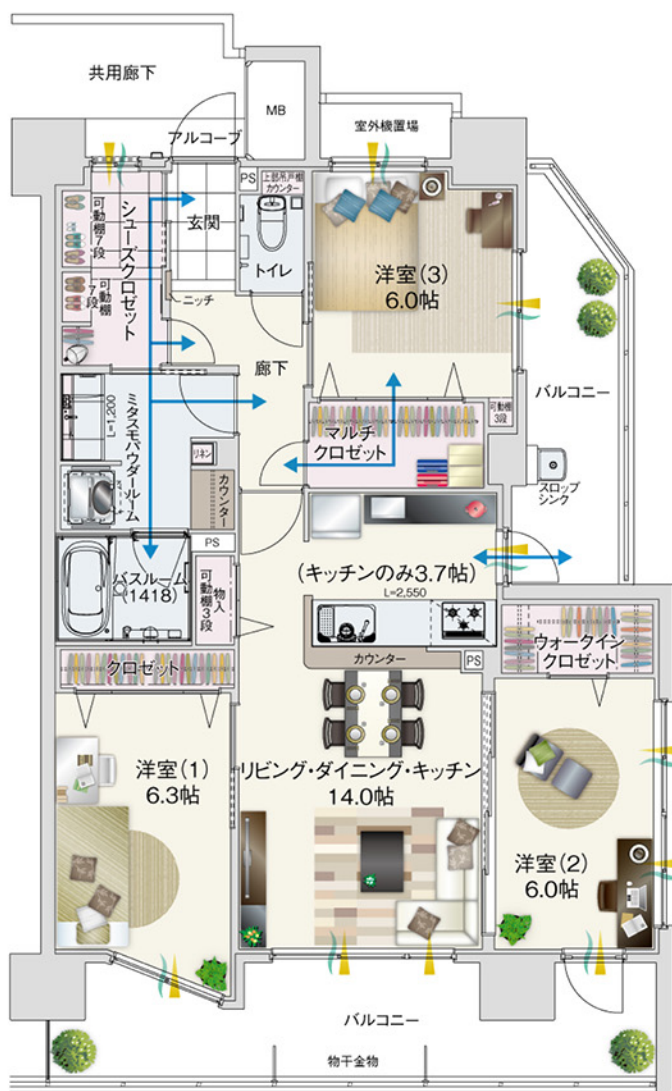 共用廊下
MB
アルコーブ
室外機置場
PS
上部吊戸棚
カウンター
玄関
トイレ
シューズクロゼット
可動棚
7段
可動棚
7段
ニッチ
洋室(3)
6.0帖
廊下
バルコニー
可動棚
3段
マルチ
クロゼット
ミタスモパウダールーム
L=1,200
リネン
カウンター
スロップ
シンク
PS
バスルーム
(1418)
物入
可動棚3段
(キッチンのみ3.7帖)
L=2,550
カウンター
PS
ウォークイン
クロゼット
クロゼット
洋室(1)
6.3帖
リビング・ダイニング・キッチン
14.0帖
洋室(2)
6.0帖
バルコニー
物干金物